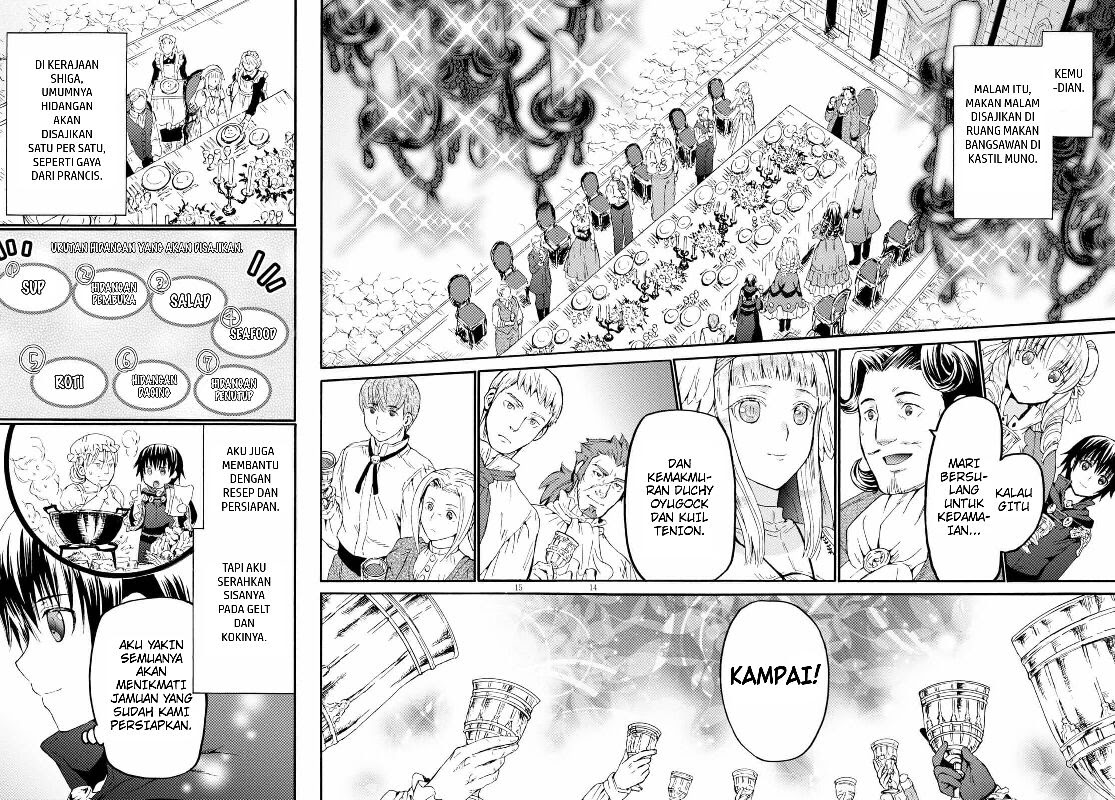 KEMU
-DIAN.
MALAM ITU,
MAKAN MALAM
DISAJIKAN DI
RUANG MAKAN
BANGSAWAN DI
KASTIL MUNO.
KALAU
GITU
MARI
BERSU-
LANG
UNTUK
KEDAMA-
IAN...
DAN
KEMAKMU-
RAN DUCHY
OYUGOCK
DAN KUIL
TENION.
15
14
KAMPAI!
DI KERAJAAN
SHIGA,
UMUMNYA
HIDANGAN
AKAN
DISAJIKAN
SATU PER SATU,
SEPERTI GAYA
DARI PRANCIS.
URUTAN HIDANGAN YANG AKAN DISAJIKAN.
① SUP
② HIDANGAN
PEMBUKA
③ SALAD
④ SEAFOOD
⑤ ROTI
⑥ HIDANGAN
DAGING
⑦ HIDANGAN
PENUTUP
AKU JUGA
MEMBANTU
DENGAN
RESEP DAN
PERSIAPAN.
TAPI AKU
SERAHKAN
SISANYA
PADA GELT
DAN
KOKINYA.
AKU YAKIN
SEMUANYA
AKAN
MENIKMATI
JAMUAN YANG
SUDAH KAMI
PERSIAPKAN.